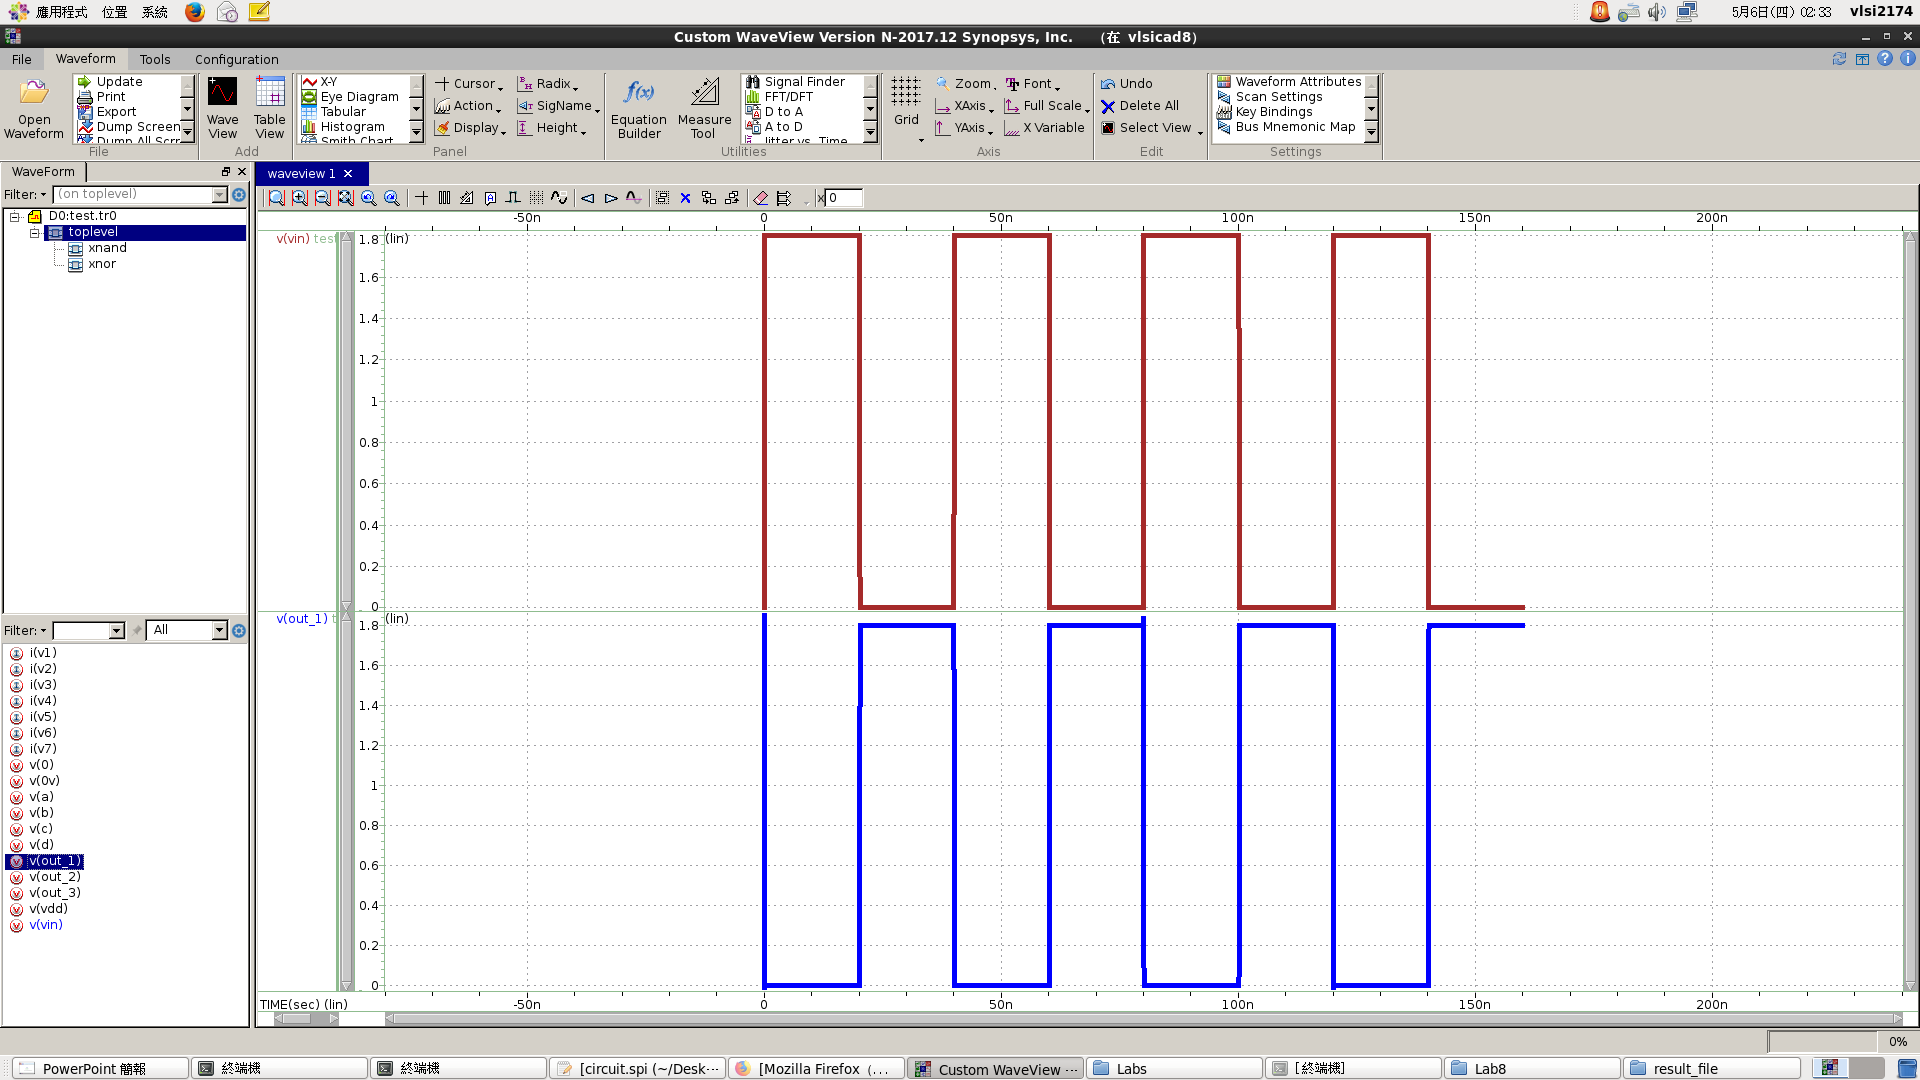 應用程式 位置 系統 5月6日(四) 02:33 vlsi2174
Custom WaveView Version N-2017.12 Synopsys, Inc. (在 vlsicad8)
File Waveform Tools Configuration
Open Waveform
Update
Print
Export
Dump Screen
Dump All Scre
File
Wave View
Table View
Add
X-Y
Eye Diagram
Tabular
Histogram
Smith Chart
Cursor
Action
Display
Radix
SigName
Height
Panel
Equation Builder
Measure Tool
Signal Finder
FFT/DFT
D to A
A to D
Jitter vs. Time
Utilities
Grid
Zoom
XAxis
YAxis
Font
Full Scale
X Variable
Axis
Undo
Delete All
Select View
Edit
Waveform Attributes
Scan Settings
Key Bindings
Bus Mnemonic Map
Settings
WaveForm
Filter: (on toplevel)
D0:test.tr0
toplevel
xnand
xnor
Filter: All
i(v1)
i(v2)
i(v3)
i(v4)
i(v5)
i(v6)
i(v7)
v(0)
v(0v)
v(a)
v(b)
v(c)
v(d)
v(out_1)
v(out_2)
v(out_3)
v(vdd)
v(vin)
waveview 1
x 0
-50n 0 50n 100n 150n 200n
v(vin) test 1.8 (lin)
1.6
1.4
1.2
1
0.8
0.6
0.4
0.2
0
v(out_1) t (lin)
1.8
1.6
1.4
1.2
1
0.8
0.6
0.4
0.2
0
TIME(sec) (lin) -50n 0 50n 100n 150n 200n
0%
PowerPoint 簡報 終端機 終端機 [circuit.spi (~/Desk... [Mozilla Firefox (... Custom WaveView ... Labs [終端機] Lab8 result_file